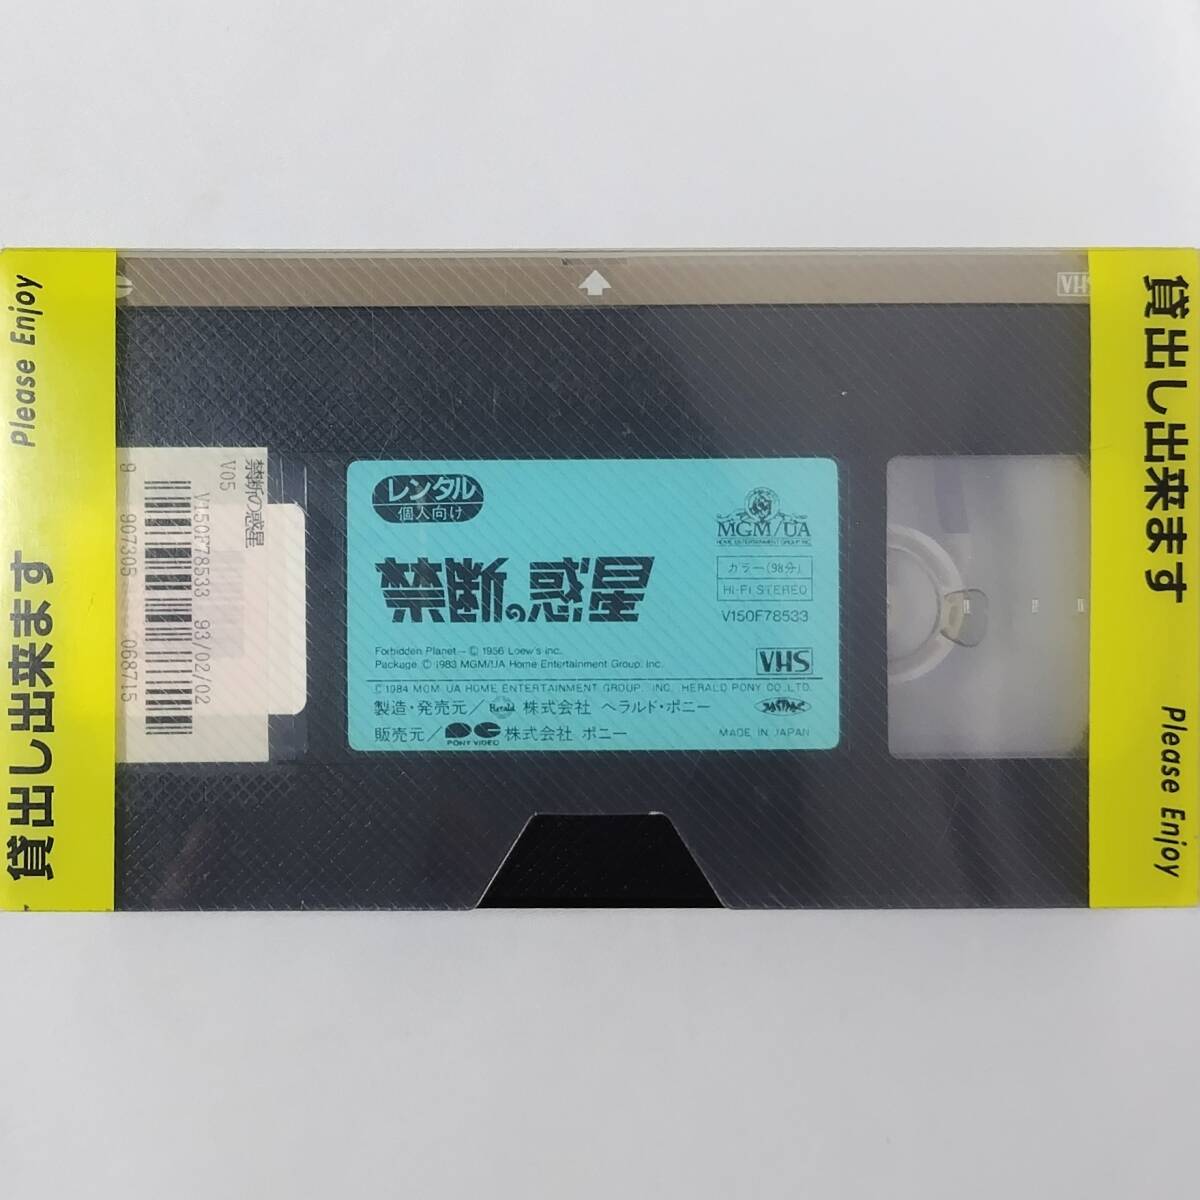 貸出し出来ます
Please Enjoy
VHS
禁断の惑星
V05
V150F78533 93/02/02
9 907305 068715
レンタル
個人向け
禁断の惑星
MGM/UA
HOME ENTERTAINMENT GROUP INC.
カラー(98分)
HI-FI STEREO
V150F78533
VHS
Forbidden Planet—© 1956 Loew's Inc.
Package © 1983 MGM/UA Home Entertainment Group. Inc.
©1984 MGM UA HOME ENTERTAINMENT GROUP. INC. HERALD PONY CO.,LTD.
製造・発売元/Herald 株式会社 ヘラルド・ポニー
販売元/PONY VIDEO 株式会社 ポニー
MADE IN JAPAN
貸出し出来ます
Please Enjoy